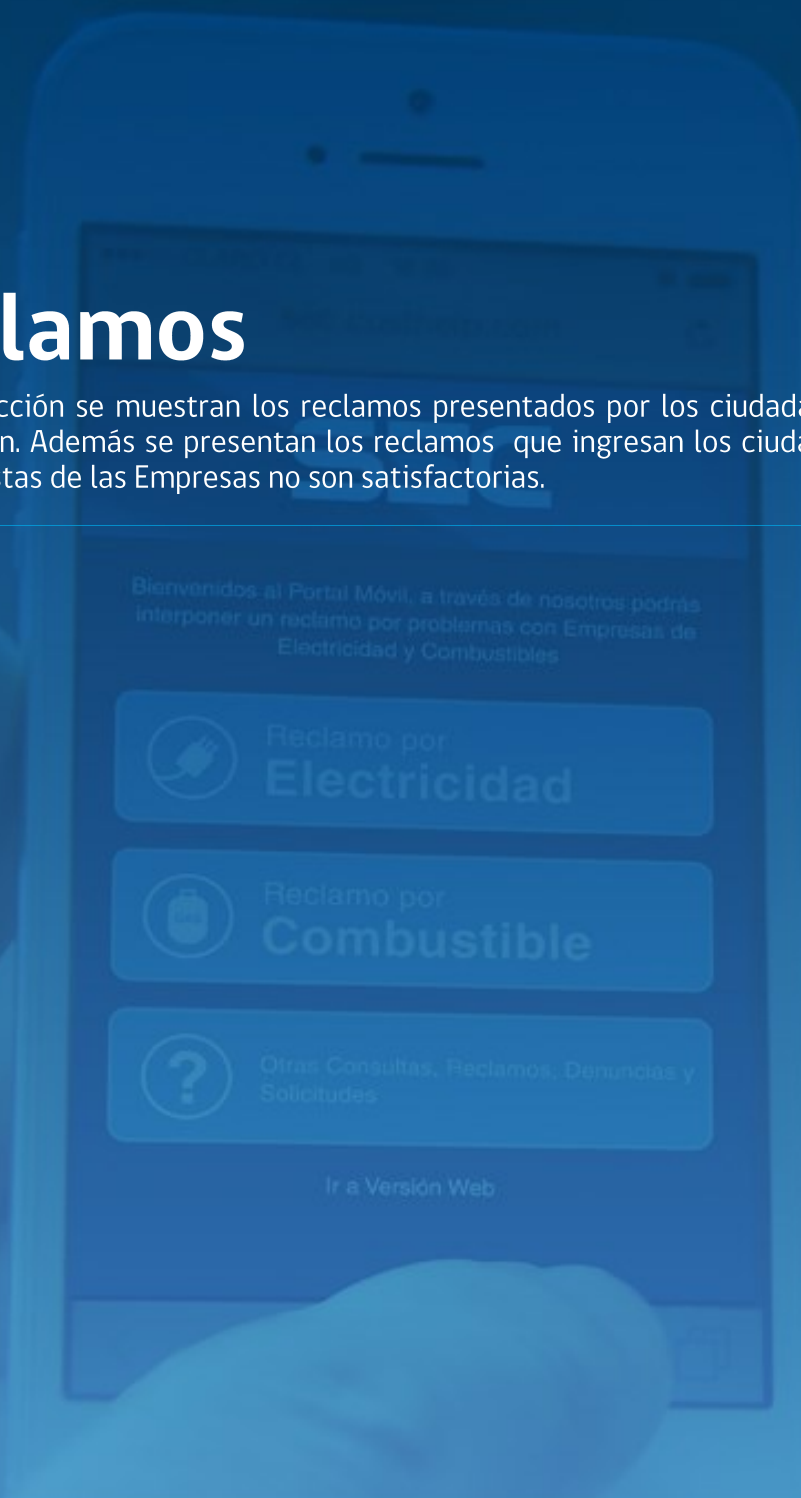 lamos
cción se muestran los reclamos presentados por los ciudada
n. Además se presentan los reclamos que ingresan los ciuda
stas de las Empresas no son satisfactorias.
SEC
Bienvenidos al Portal Móvil, a través de nosotros podrás
interponer un reclamo por problemas con Empresas de
Electricidad y Combustibles
Reclamo por
Electricidad
Reclamo por
Combustible
?
Otras Consultas, Reclamos, Denuncias y
Solicitudes
Ir a Versión Web